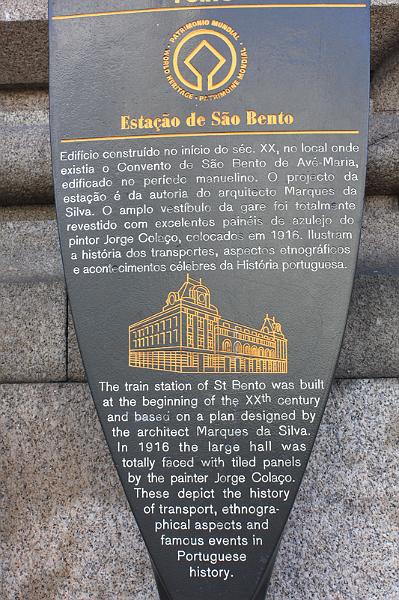 PATRIMONIO MUNDIAL • WORLD HERITAGE • PATRIMOINE MONDIAL
Estação de São Bento
Edifício construído no início do séc. XX, no local onde
existia o Convento de São Bento de Avé-Maria,
edificado no período manuelino. O projecto da
estação é da autoria do arquitecto Marques da
Silva. O amplo vestíbulo da gare foi totalmente
revestido com excelentes painéis de azulejo do
pintor Jorge Colaço, colocados em 1916. Ilustram
a história dos transportes, aspectos etnográficos
e acontecimentos célebres da História portuguesa.
The train station of St Bento was built
at the beginning of the XXth century
and based on a plan designed by
the architect Marques da Silva.
In 1916 the large hall was
totally faced with tiled panels
by the painter Jorge Colaço.
These depict the history
of transport, ethnogra-
phical aspects and
famous events in
Portuguese
history.